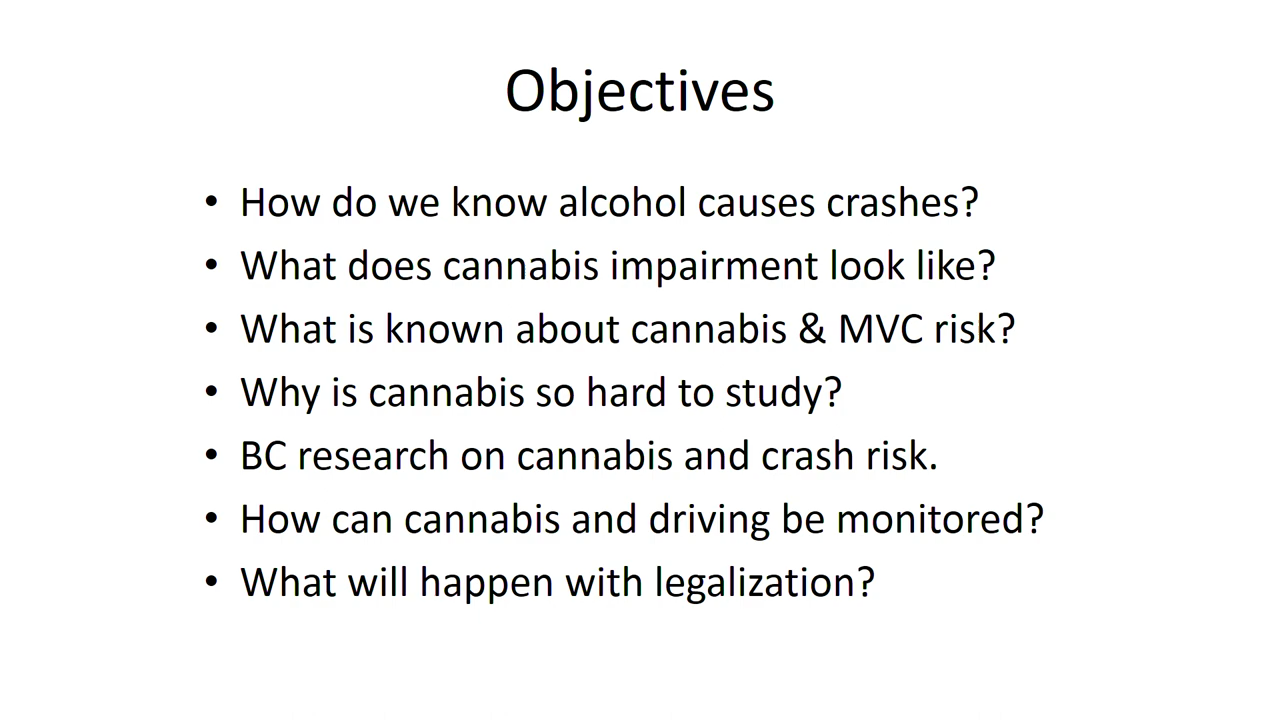 Objectives
• How do we know alcohol causes crashes?
• What does cannabis impairment look like?
• What is known about cannabis & MVC risk?
• Why is cannabis so hard to study?
• BC research on cannabis and crash risk.
• How can cannabis and driving be monitored?
• What will happen with legalization?